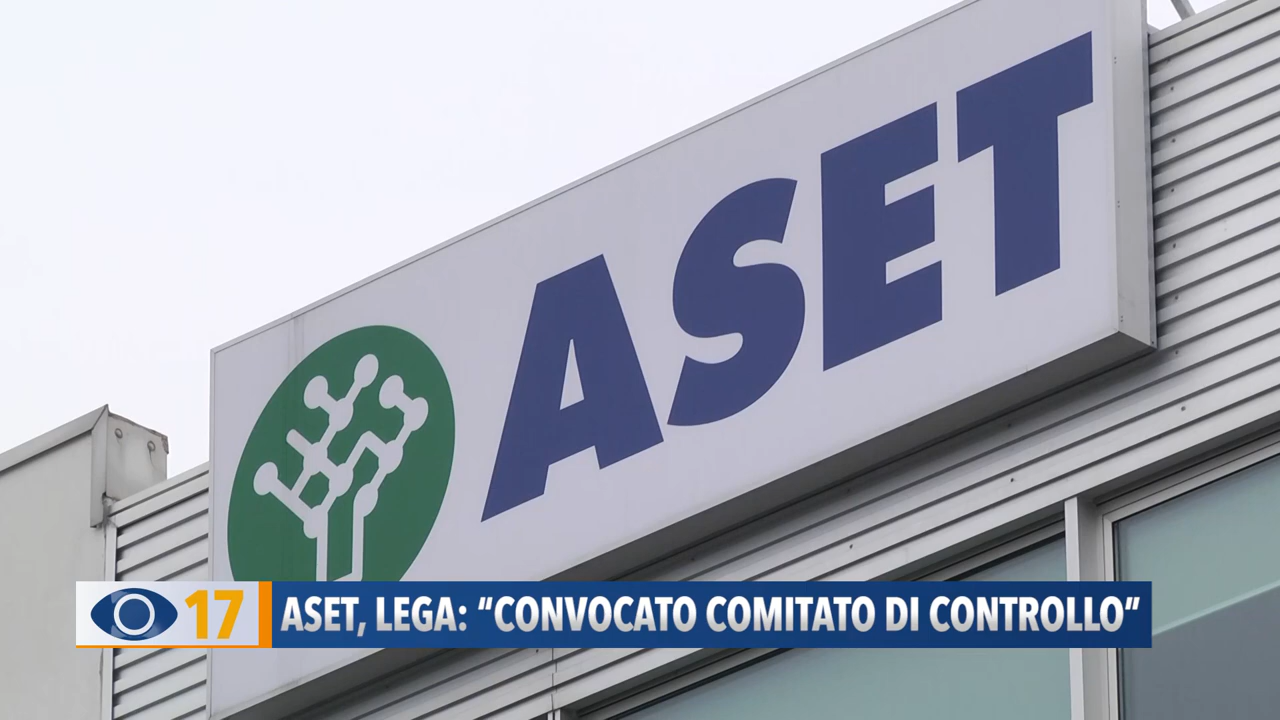 ASET
17 ASET, LEGA: “CONVOCATO COMITATO DI CONTROLLO”